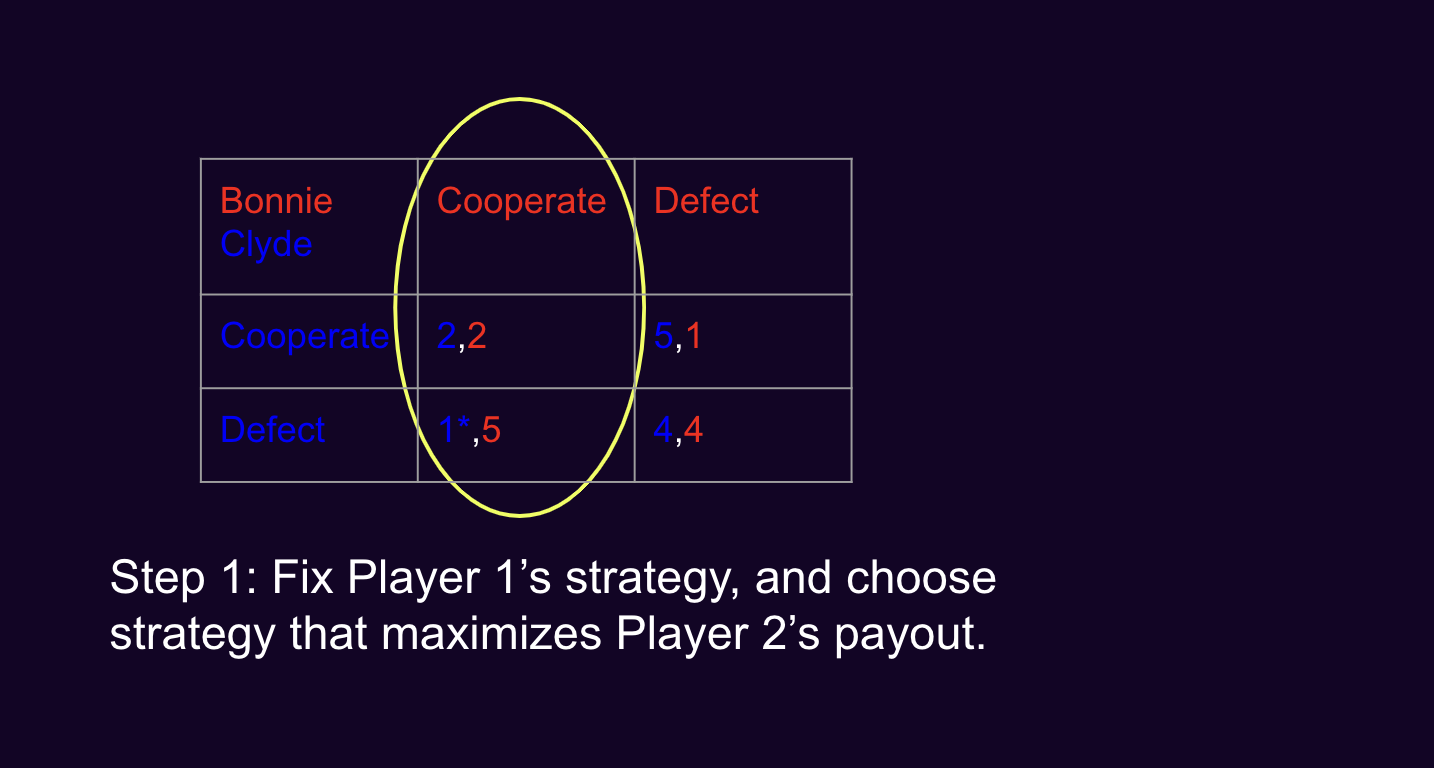 Bonnie Cooperate Defect
Clyde
Cooperate 2,2 5,1
Defect 1*,5 4,4
Step 1: Fix Player 1’s strategy, and choose
strategy that maximizes Player 2’s payout.